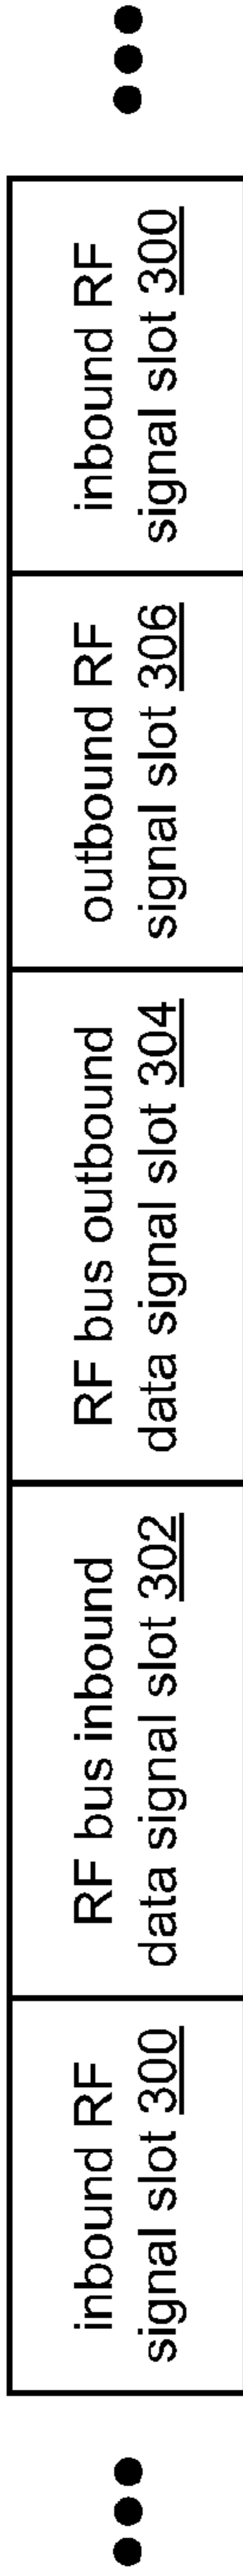 inbound RF
signal slot 300
RF bus inbound
data signal slot 302
RF bus outbound
data signal slot 304
outbound RF
signal slot 306
inbound RF
signal slot 300